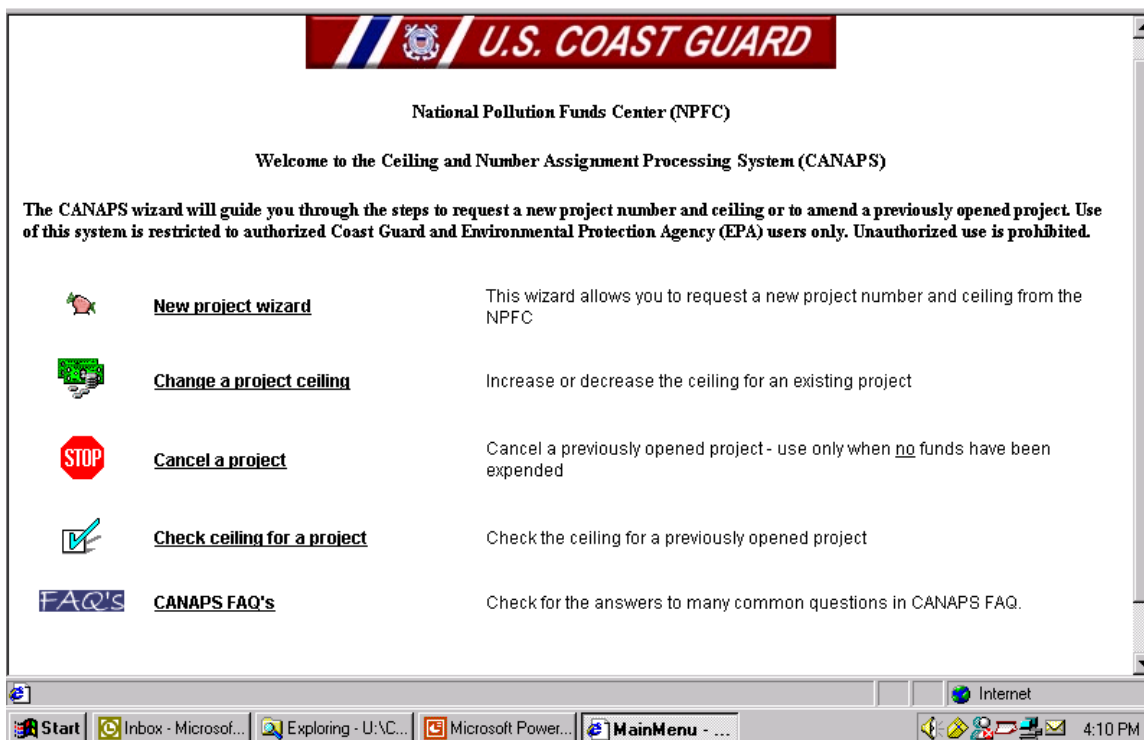 U.S. COAST GUARD
National Pollution Funds Center (NPFC)
Welcome to the Ceiling and Number Assignment Processing System (CANAPS)
The CANAPS wizard will guide you through the steps to request a new project number and ceiling or to amend a previously opened project. Use
of this system is restricted to authorized Coast Guard and Environmental Protection Agency (EPA) users only. Unauthorized use is prohibited.
New project wizard
This wizard allows you to request a new project number and ceiling from the
NPFC
Change a project ceiling
Increase or decrease the ceiling for an existing project
STOP
Cancel a project
Cancel a previously opened project - use only when no funds have been
expended
Check ceiling for a project
Check the ceiling for a previously opened project
FAQ'S
CANAPS FAQ's
Check for the answers to many common questions in CANAPS FAQ.
Internet
Start
Inbox - Microsof...
Exploring - U:\C...
Microsoft Power...
MainMenu - ...
4:10 PM